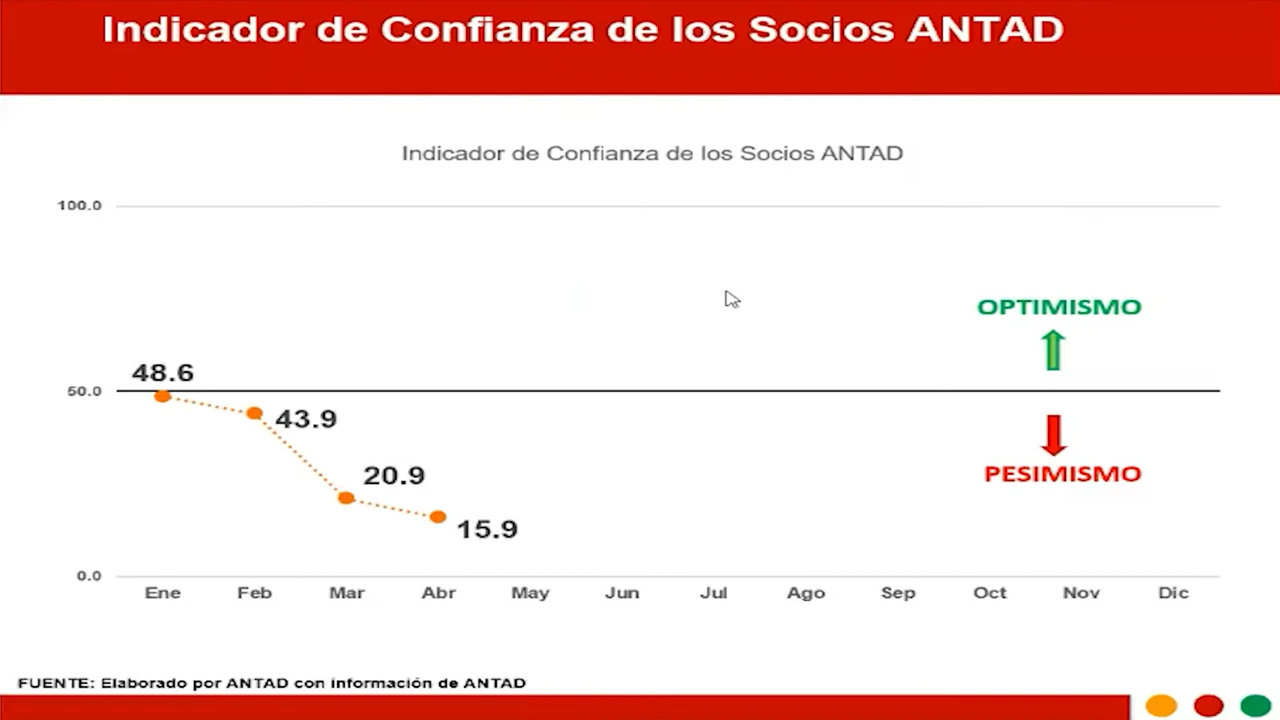 Indicador de Confianza de los Socios ANTAD
Indicador de Confianza de los Socios ANTAD
100.0
OPTIMISMO
48.6
50.0
43.9
20.9
PESIMISMO
15.9
0.0
Ene Feb Mar Abr May Jun Jul Ago Sep Oct Nov Dic
FUENTE: Elaborado por ANTAD con información de ANTAD